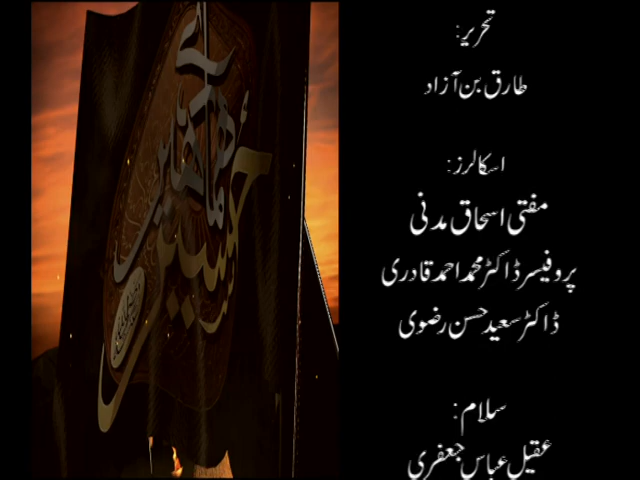 تحریر:
طارق بن آزاد
اسکالرز:
مفتی اسحاق مدنی
پروفیسر ڈاکٹر محمد احمد قادری
ڈاکٹر سعید حسن رضوی
سلام:
عقیل عباس جعفری
حسین